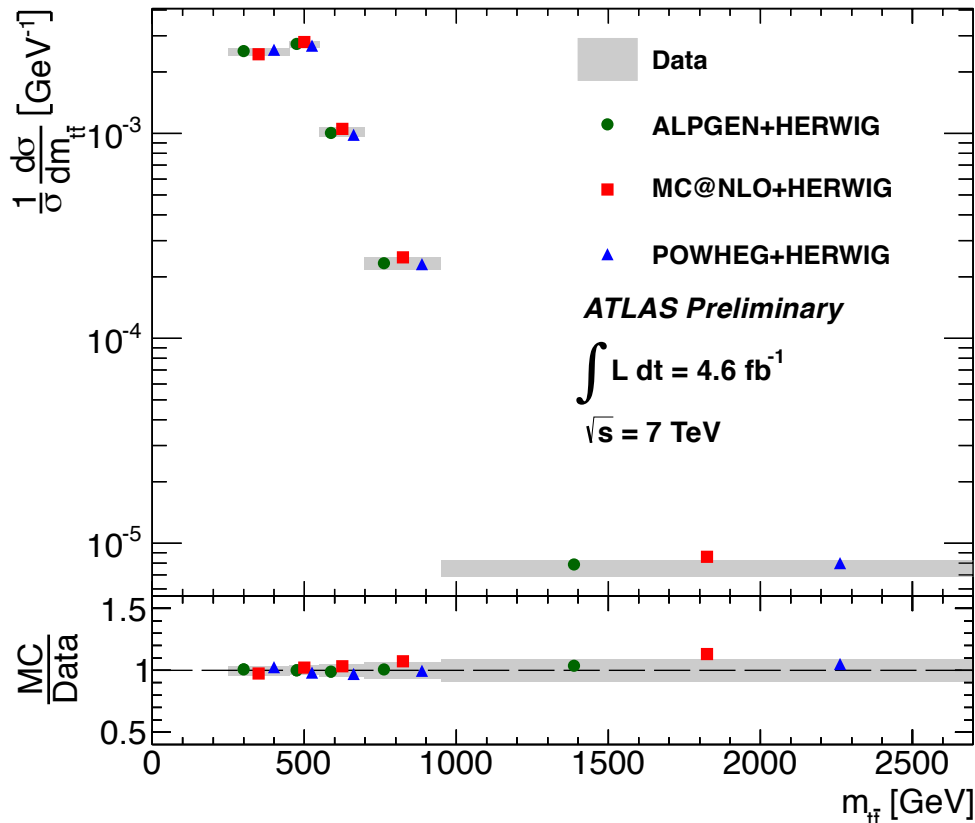 1/σ dσ/dm_tt̄ [GeV⁻¹]
10⁻³
10⁻⁴
10⁻⁵
Data
ALPGEN+HERWIG
MC@NLO+HERWIG
POWHEG+HERWIG
ATLAS Preliminary
∫ L dt = 4.6 fb⁻¹
√s = 7 TeV
MC/Data
1.5
1
0.5
0 500 1000 1500 2000 2500
m_tt̄ [GeV]